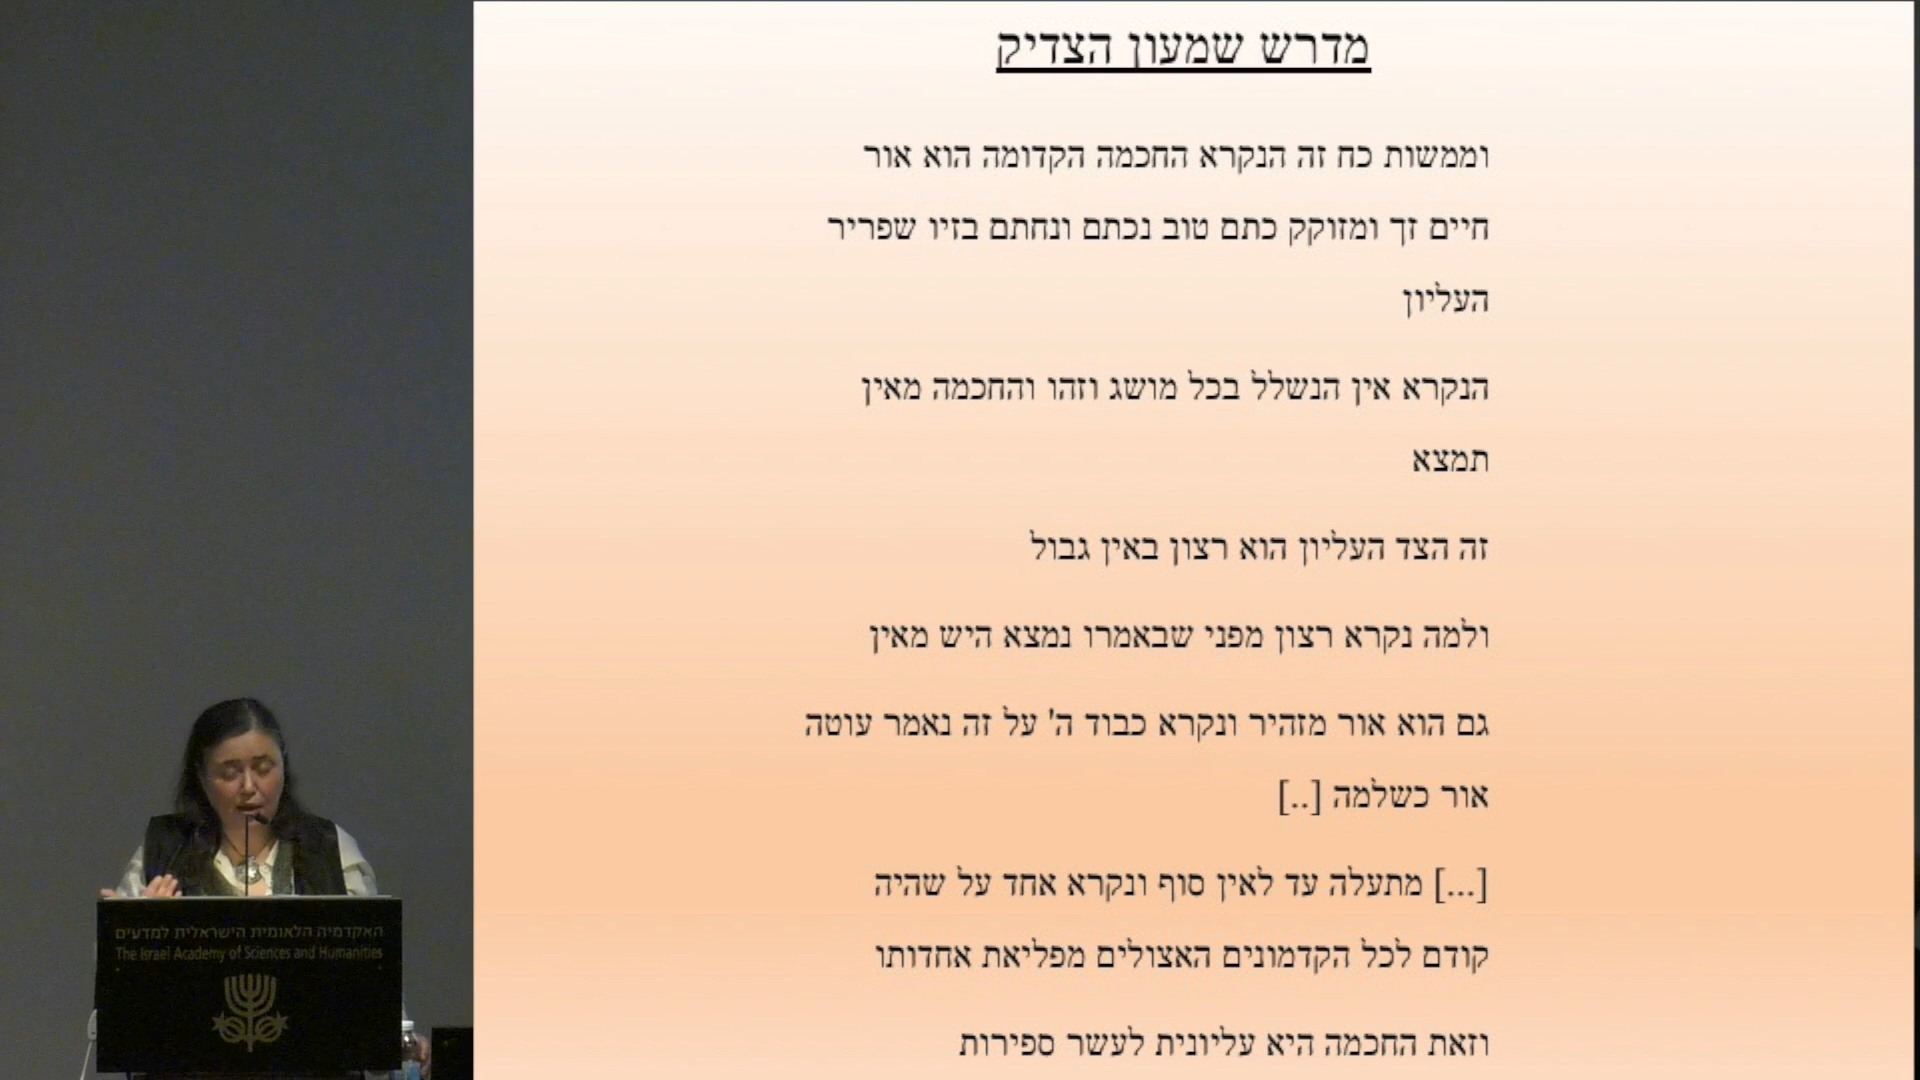 מדרש שמעון הצדיק
וממשות כח זה הנקרא החכמה הקדומה הוא אור
חיים זך ומזוקק כתם טוב נכתם ונחתם בזיו שפריר
העליון
הנקרא אין הנשלל בכל מושג וזהו והחכמה מאין
תמצא
זה הצד העליון הוא רצון באין גבול
ולמה נקרא רצון מפני שבאמרו נמצא היש מאין
גם הוא אור מזהיר ונקרא כבוד ה' על זה נאמר עוטה
אור כשלמה [..]
[...] מתעלה עד לאין סוף ונקרא אחד על שהיה
קודם לכל הקדמונים האצולים מפליאת אחדותו
וזאת החכמה היא עליונית לעשר ספירות
האקדמיה הלאומית הישראלית למדעים
The Israel Academy of Sciences and Humanities